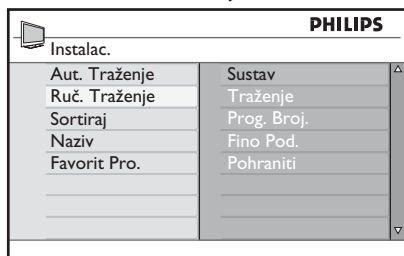 PHILIPS
Instalac.
Aut. Traženje
Ruč. Traženje
Sortiraj
Naziv
Favorit Pro.
Sustav
Traženje
Prog. Broj.
Fino Pod.
Pohraniti